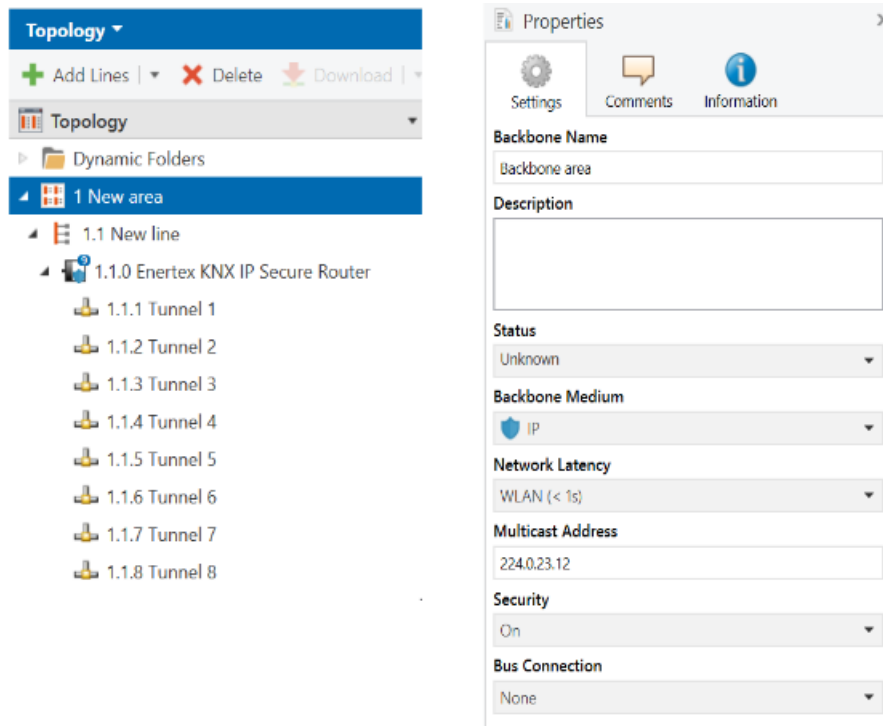 Topology
Add Lines | Delete Download |
Topology
Dynamic Folders
1 New area
1.1 New line
1.1.0 Enertex KNX IP Secure Router
1.1.1 Tunnel 1
1.1.2 Tunnel 2
1.1.3 Tunnel 3
1.1.4 Tunnel 4
1.1.5 Tunnel 5
1.1.6 Tunnel 6
1.1.7 Tunnel 7
1.1.8 Tunnel 8
Properties
Settings Comments Information
Backbone Name
Backbone area
Description
Status
Unknown
Backbone Medium
IP
Network Latency
WLAN (< 1s)
Multicast Address
224.0.23.12
Security
On
Bus Connection
None